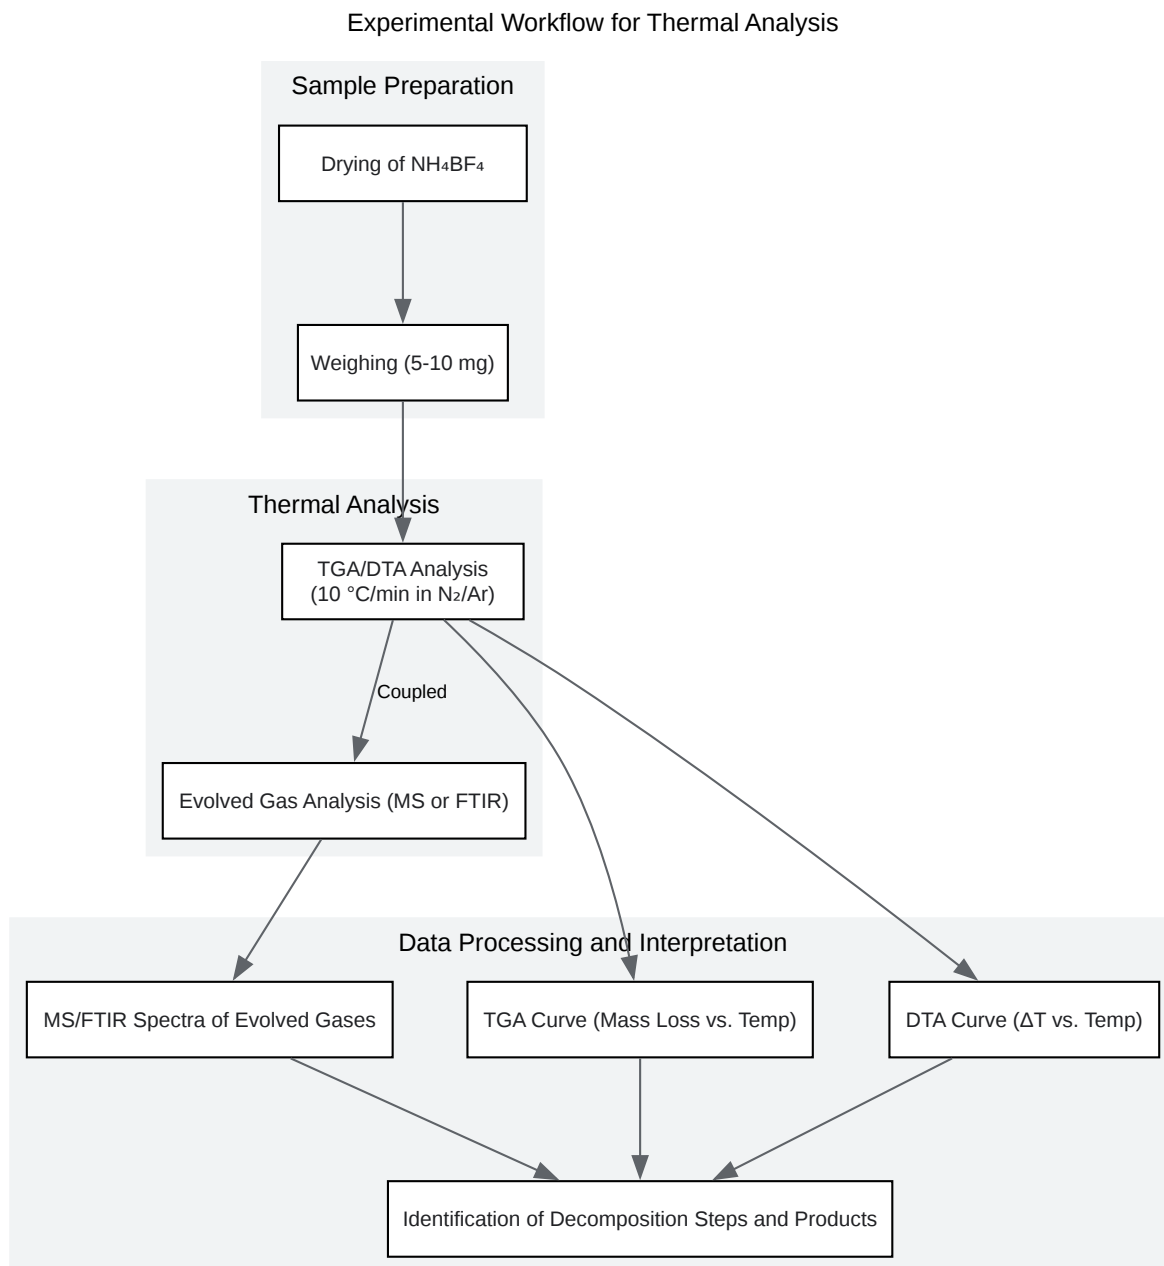 Experimental Workflow for Thermal Analysis
Sample Preparation
Drying of NH₄BF₄
Weighing (5-10 mg)
Thermal Analysis
TGA/DTA Analysis
(10 °C/min in N₂/Ar)
Coupled
Evolved Gas Analysis (MS or FTIR)
Data Processing and Interpretation
MS/FTIR Spectra of Evolved Gases
TGA Curve (Mass Loss vs. Temp)
DTA Curve (ΔT vs. Temp)
Identification of Decomposition Steps and Products